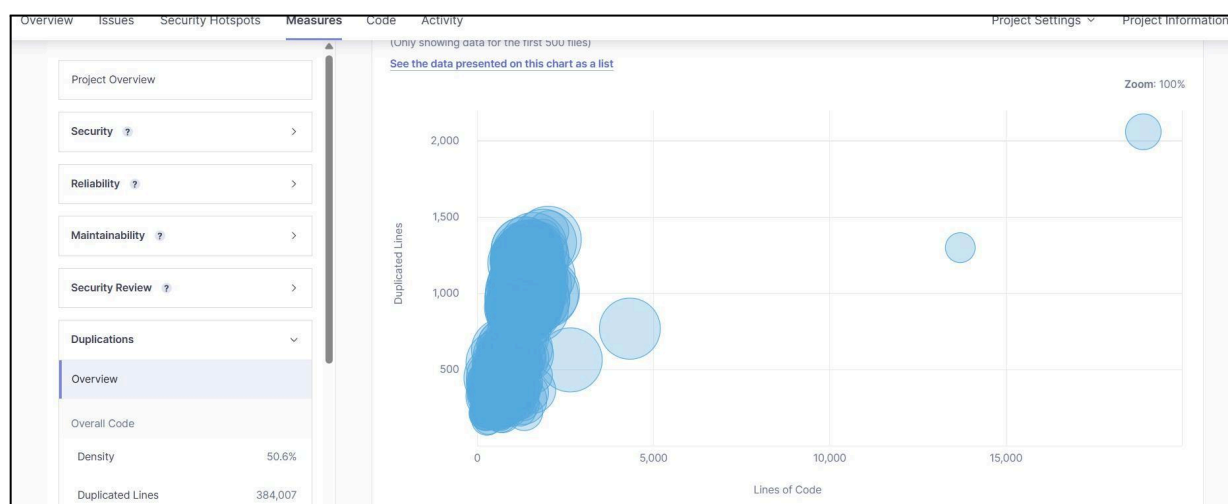 Overview Issues Security Hotspots Measures Code Activity Project Settings Project Information
(Only showing data for the first 500 files)
See the data presented on this chart as a list
Zoom: 100%
Project Overview
Security ?
Reliability ?
Maintainability ?
Security Review ?
Duplications
Overview
Overall Code
Density 50.6%
Duplicated Lines 384,007
Duplicated Lines
2,000
1,500
1,000
500
0 5,000 10,000 15,000
Lines of Code